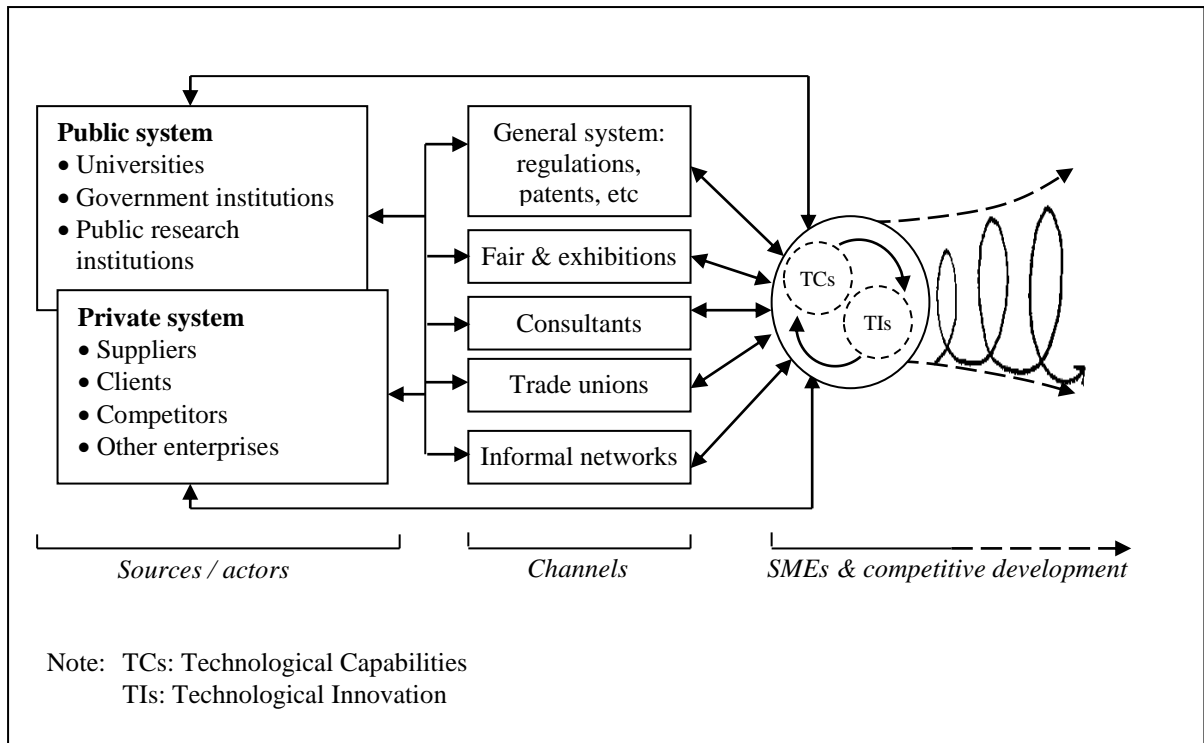 Public system
• Universities
• Government institutions
• Public research
institutions
Private system
• Suppliers
• Clients
• Competitors
• Other enterprises
General system:
regulations,
patents, etc
Fair & exhibitions
Consultants
Trade unions
Informal networks
TCs
TIs
Sources / actors
Channels
SMEs & competitive development
Note: TCs: Technological Capabilities
TIs: Technological Innovation